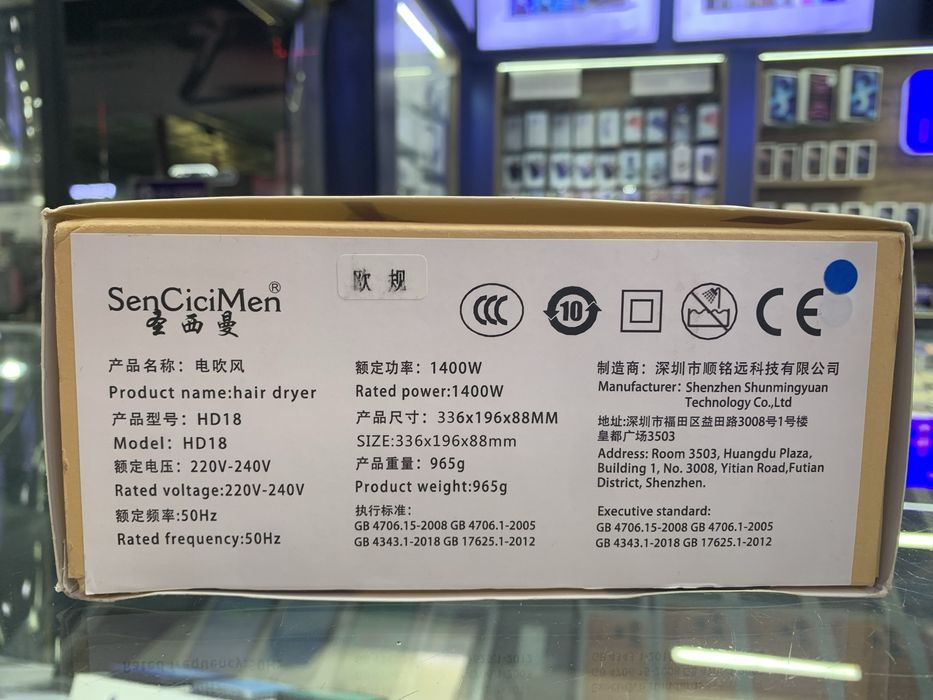 SenCiciMen®
圣西曼
欧 规
CCC
10
CE
产品名称：电吹风
Product name:hair dryer
产品型号：HD18
Model：HD18
额定电压：220V-240V
Rated voltage:220V-240V
额定频率:50Hz
Rated frequency:50Hz
额定功率：1400W
Rated power:1400W
产品尺寸：336x196x88MM
SIZE:336x196x88mm
产品重量：965g
Product weight:965g
执行标准：
GB 4706.15-2008 GB 4706.1-2005
GB 4343.1-2018 GB 17625.1-2012
制造商：深圳市顺铭远科技有限公司
Manufacturer：Shenzhen Shunmingyuan
Technology Co.,Ltd
地址:深圳市福田区益田路3008号1号楼
皇都广场3503
Address: Room 3503, Huangdu Plaza,
Building 1, No. 3008, Yitian Road,Futian
District, Shenzhen.
Executive standard:
GB 4706.15-2008 GB 4706.1-2005
GB 4343.1-2018 GB 17625.1-2012